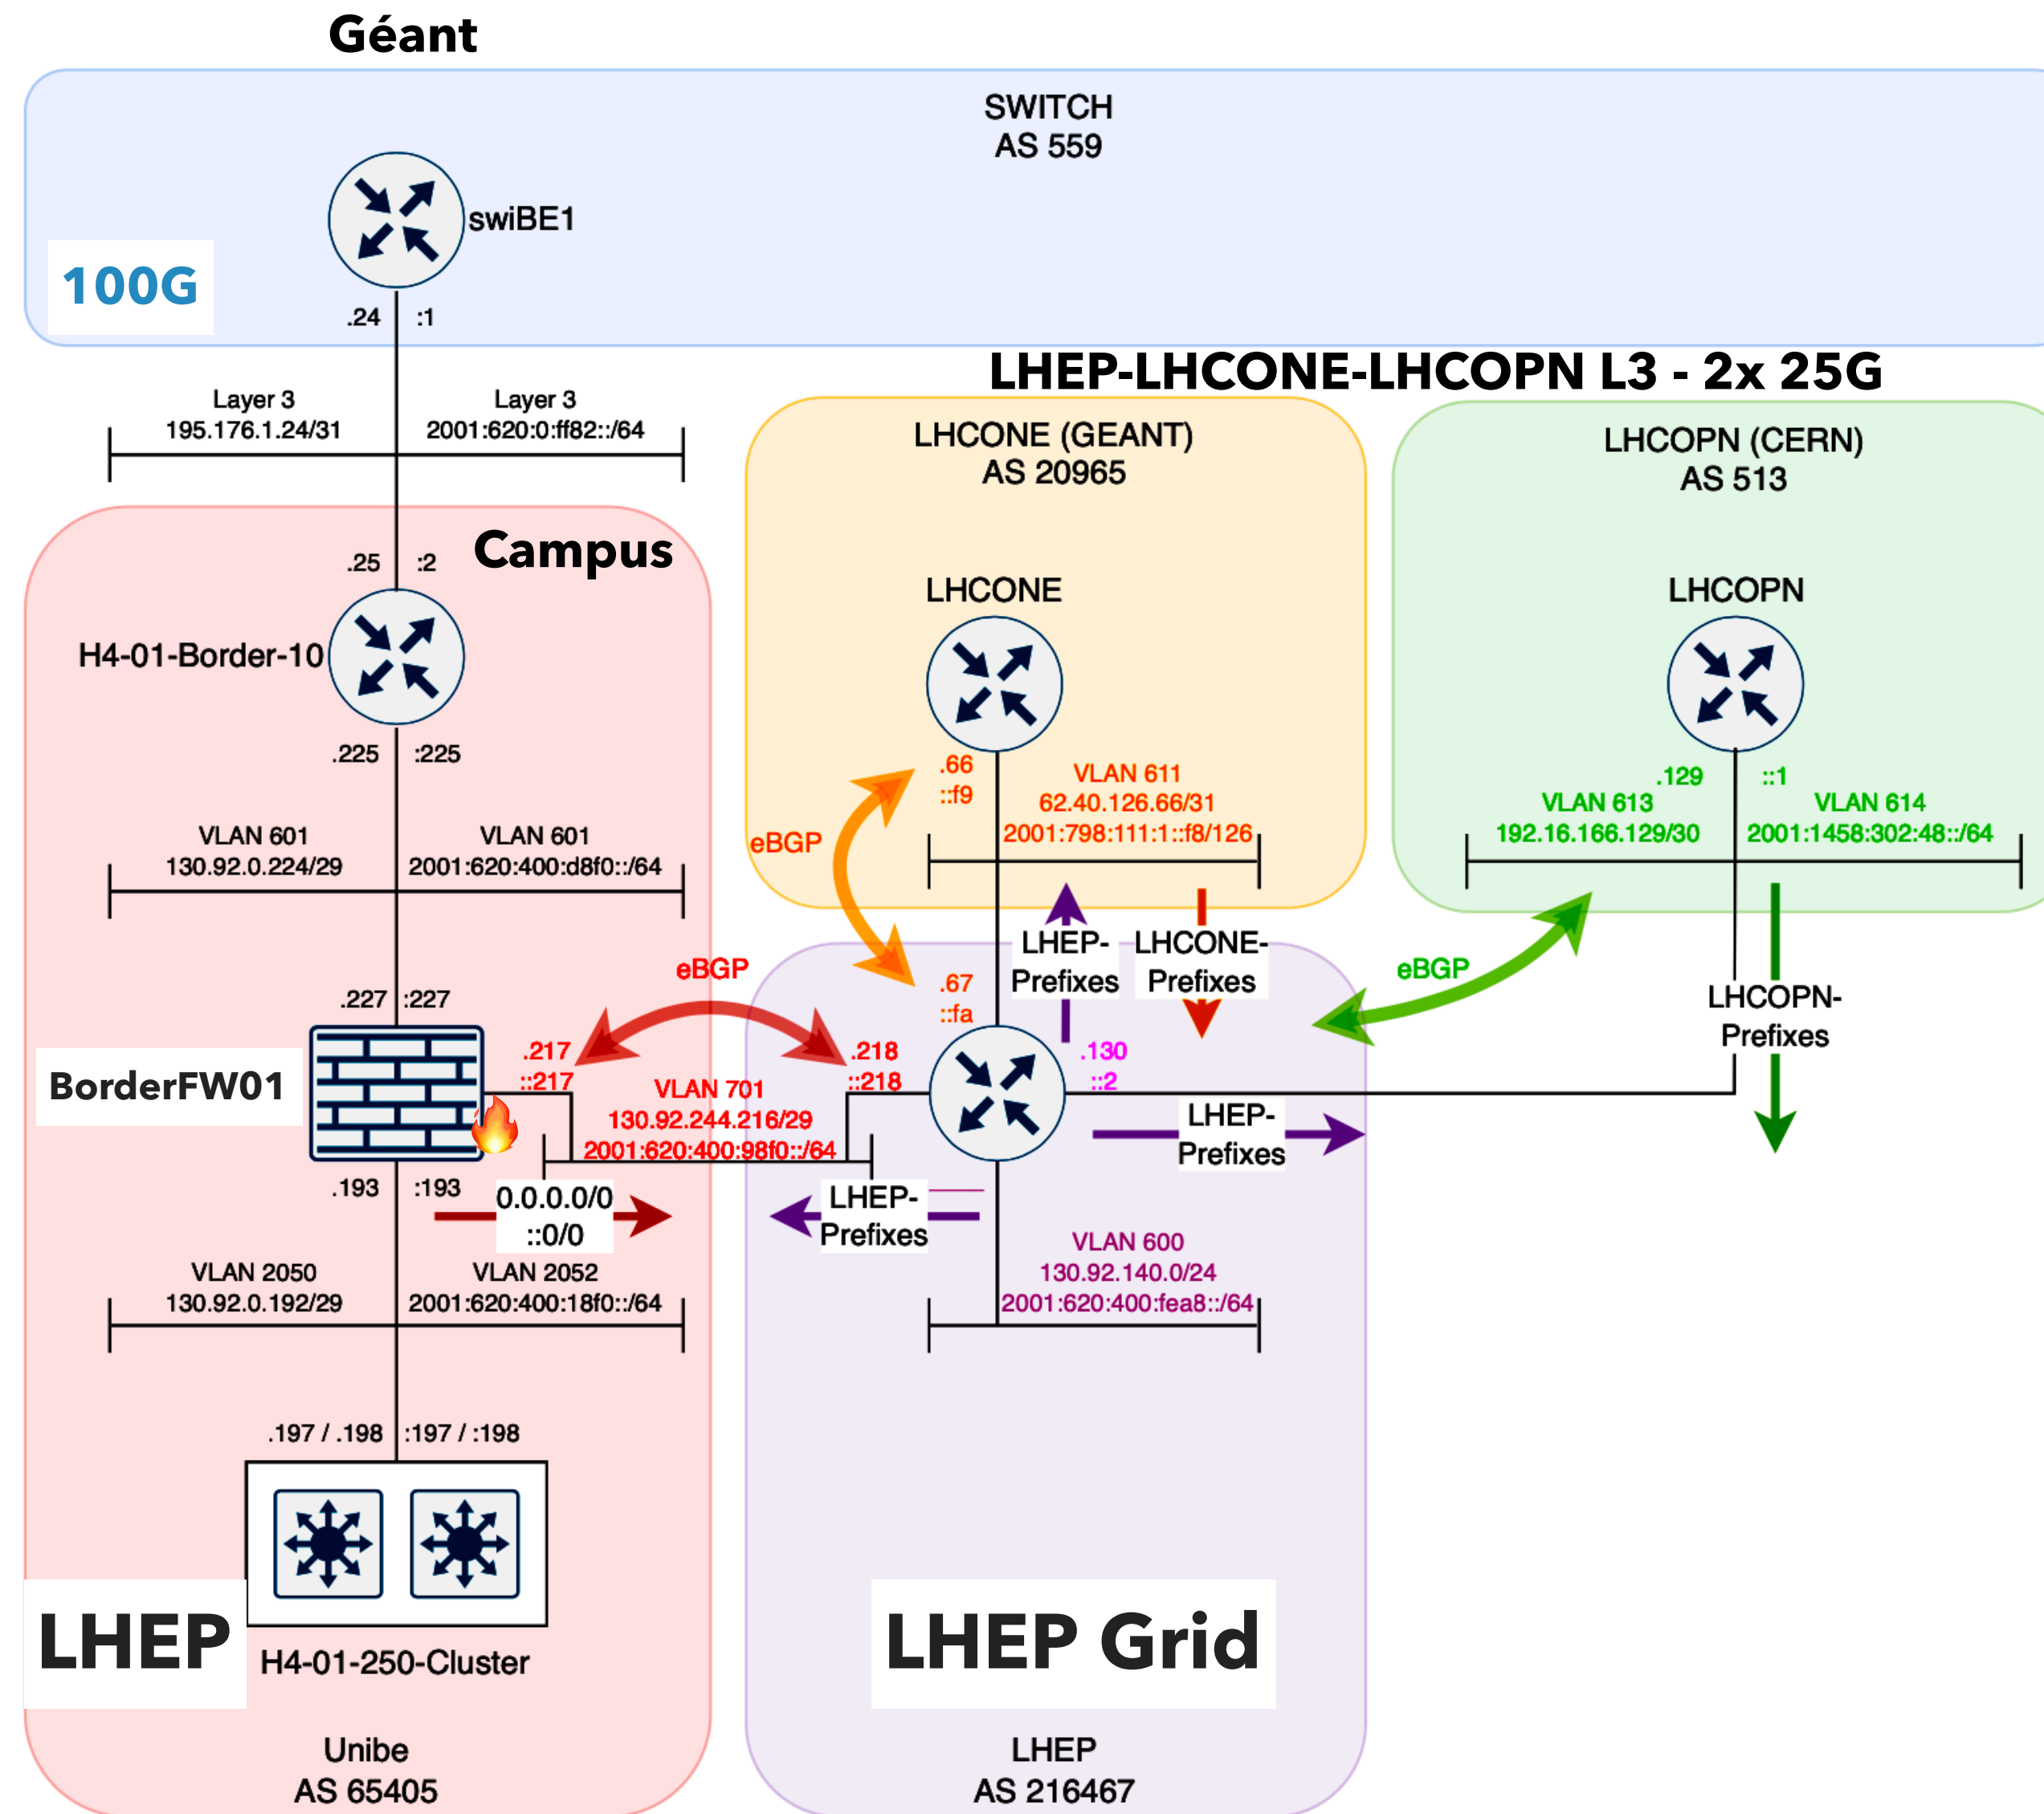 Géant
SWITCH
AS 559
swiBE1
100G
.24
:1
LHEP-LHCONE-LHCOPN L3 - 2x 25G
Layer 3
195.176.1.24/31
Layer 3
2001:620:0:ff82::/64
LHCONE (GEANT)
AS 20965
LHCOPN (CERN)
AS 513
Campus
.25
:2
LHCONE
LHCOPN
H4-01-Border-10
.225
:225
.66
::f9
VLAN 611
62.40.126.66/31
2001:798:111:1::f8/126
.129
::1
VLAN 613
192.16.166.129/30
VLAN 614
2001:1458:302:48::/64
eBGP
VLAN 601
130.92.0.224/29
VLAN 601
2001:620:400:d8f0::/64
LHEP-
Prefixes
LHCONE-
Prefixes
eBGP
eBGP
LHCOPN-
Prefixes
.227
:227
.67
::fa
BorderFW01
.217
::217
.218
::218
.130
::2
VLAN 701
130.92.244.216/29
2001:620:400:98f0::/64
LHEP-
Prefixes
.193
:193
0.0.0.0/0
::0/0
LHEP-
Prefixes
VLAN 600
130.92.140.0/24
2001:620:400:fea8::/64
VLAN 2050
130.92.0.192/29
VLAN 2052
2001:620:400:18f0::/64
.197 / .198
:197 / :198
LHEP
H4-01-250-Cluster
LHEP Grid
Unibe
AS 65405
LHEP
AS 216467